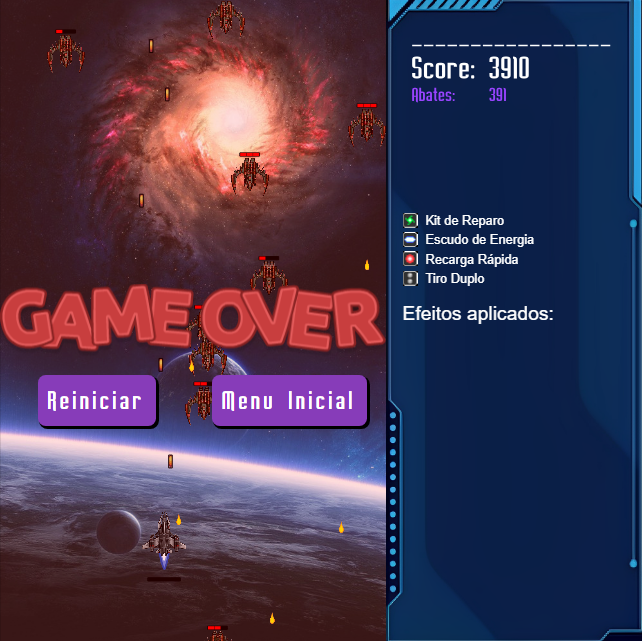 GAME OVER
Reiniciar
Menu Inicial
Score: 3910
Abates: 391
Kit de Reparo
Escudo de Energia
Recarga Rápida
Tiro Duplo
Efeitos aplicados: